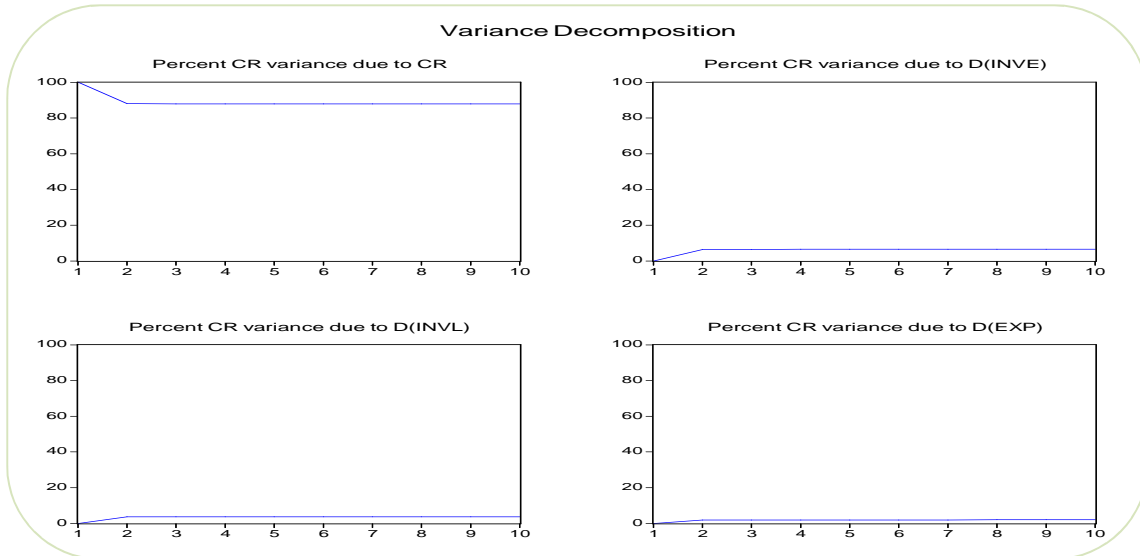 Variance Decomposition
Percent CR variance due to CR
100
80
60
40
20
0
1 2 3 4 5 6 7 8 9 10
Percent CR variance due to D(INVE)
100
80
60
40
20
0
1 2 3 4 5 6 7 8 9 10
Percent CR variance due to D(INVL)
100
80
60
40
20
0
1 2 3 4 5 6 7 8 9 10
Percent CR variance due to D(EXP)
100
80
60
40
20
0
1 2 3 4 5 6 7 8 9 10